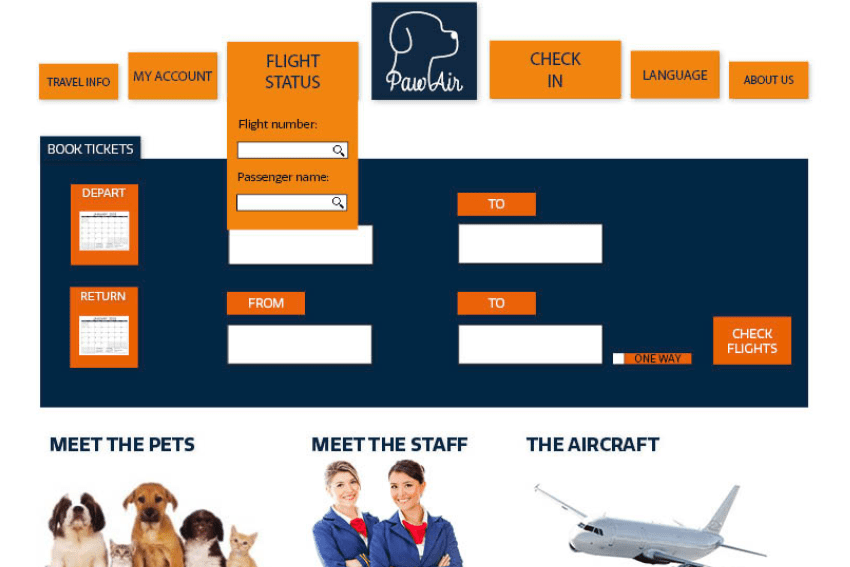 TRAVEL INFO
MY ACCOUNT
FLIGHT
STATUS
PawAir
CHECK
IN
LANGUAGE
ABOUT US
Flight number:
Passenger name:
BOOK TICKETS
DEPART
TO
RETURN
FROM
TO
ONE WAY
CHECK
FLIGHTS
MEET THE PETS
MEET THE STAFF
THE AIRCRAFT